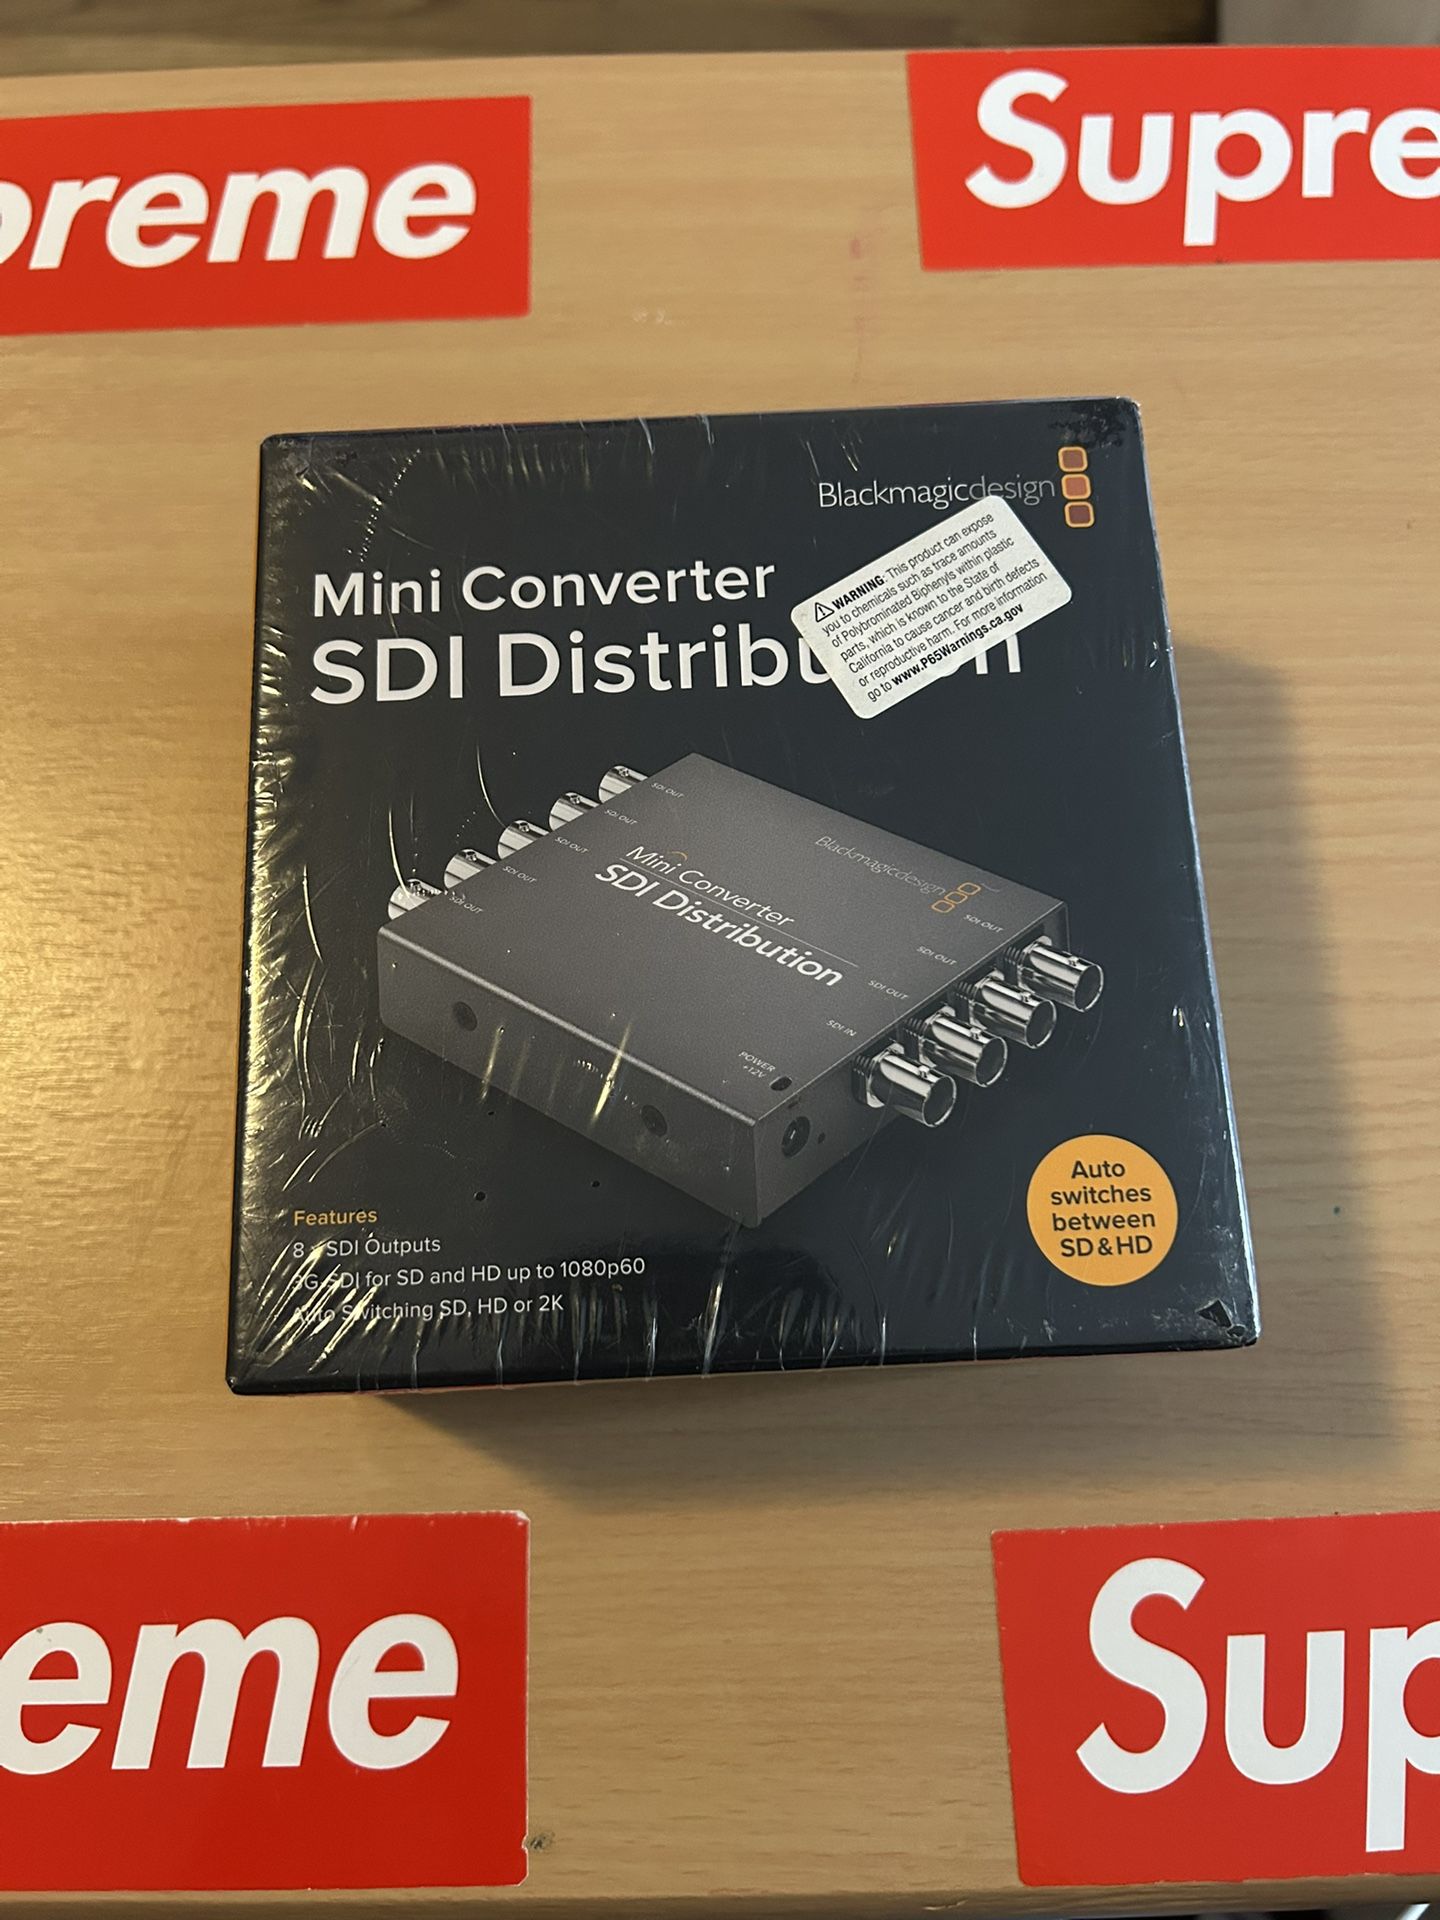 preme
Supre
Blackmagicdesign
Mini Converter
SDI Distribu on
WARNING: This product can expose
you to chemicals such as trace amounts
of Polybrominated Biphenyls within plastic
parts, which is known to the State of
California to cause cancer and birth defects
or reproductive harm. For more information
go to www.P65Warnings.ca.gov
SDI OUT
SDI OUT
SDI OUT
SDI OUT
SDI OUT
Blackmagicdesign
Mini Converter
SDI Distribution
SDI OUT
SDI OUT
SDI OUT
SDI IN
POWER
+12V
Features
8 x SDI Outputs
3G-SDI for SD and HD up to 1080p60
Auto Switching SD, HD or 2K
Auto
switches
between
SD & HD
eme
Sup